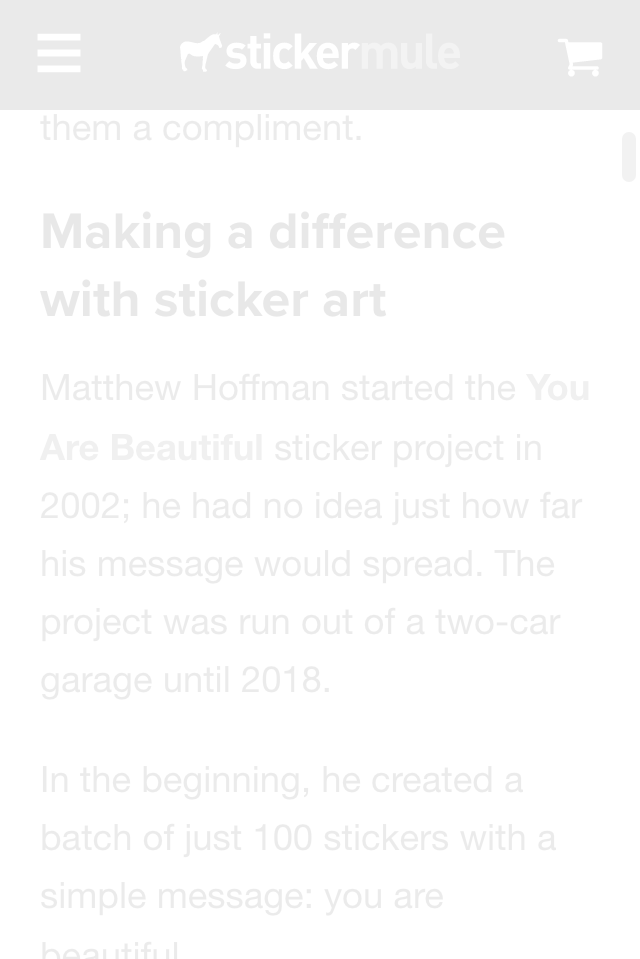 stickermule
them a compliment.
Making a difference
with sticker art
Matthew Hoffman started the You
Are Beautiful sticker project in
2002; he had no idea just how far
his message would spread. The
project was run out of a two-car
garage until 2018.
In the beginning, he created a
batch of just 100 stickers with a
simple message: you are
beautiful.